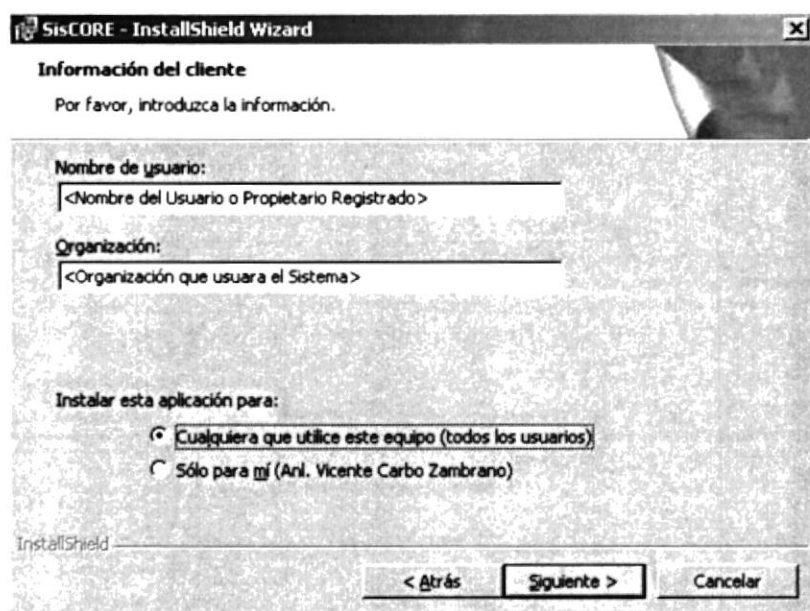 SisCORE - InstallShield Wizard
Información del cliente
Por favor, introduzca la información.
Nombre de usuario:
<Nombre del Usuario o Propietario Registrado>
Organización:
<Organización que usuara el Sistema>
Instalar esta aplicación para:
Cualquiera que utilice este equipo (todos los usuarios)
Sólo para mí (Anl. Vicente Carbo Zambrano)
InstallShield
< Atrás Siguiente > Cancelar